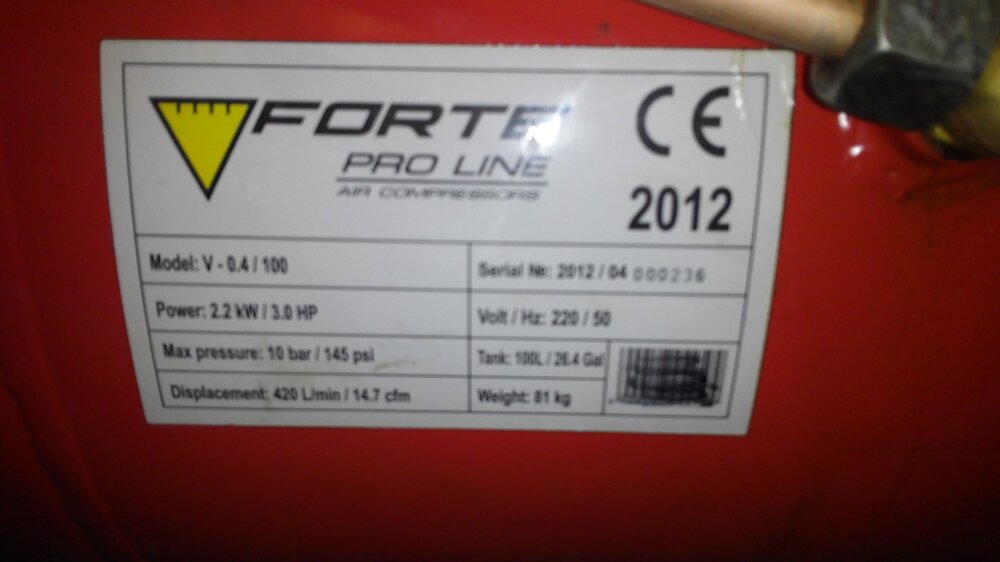 FORTE
PRO LINE
AIR COMPRESSORS
CE
2012
Model: V - 0.4 / 100
Serial №: 2012 / 04 000236
Power: 2.2 kW / 3.0 HP
Volt / Hz: 220 / 50
Max pressure: 10 bar / 145 psi
Tank: 100L / 26.4 Gal
Displacement: 420 L/min / 14.7 cfm
Weight: 81 kg